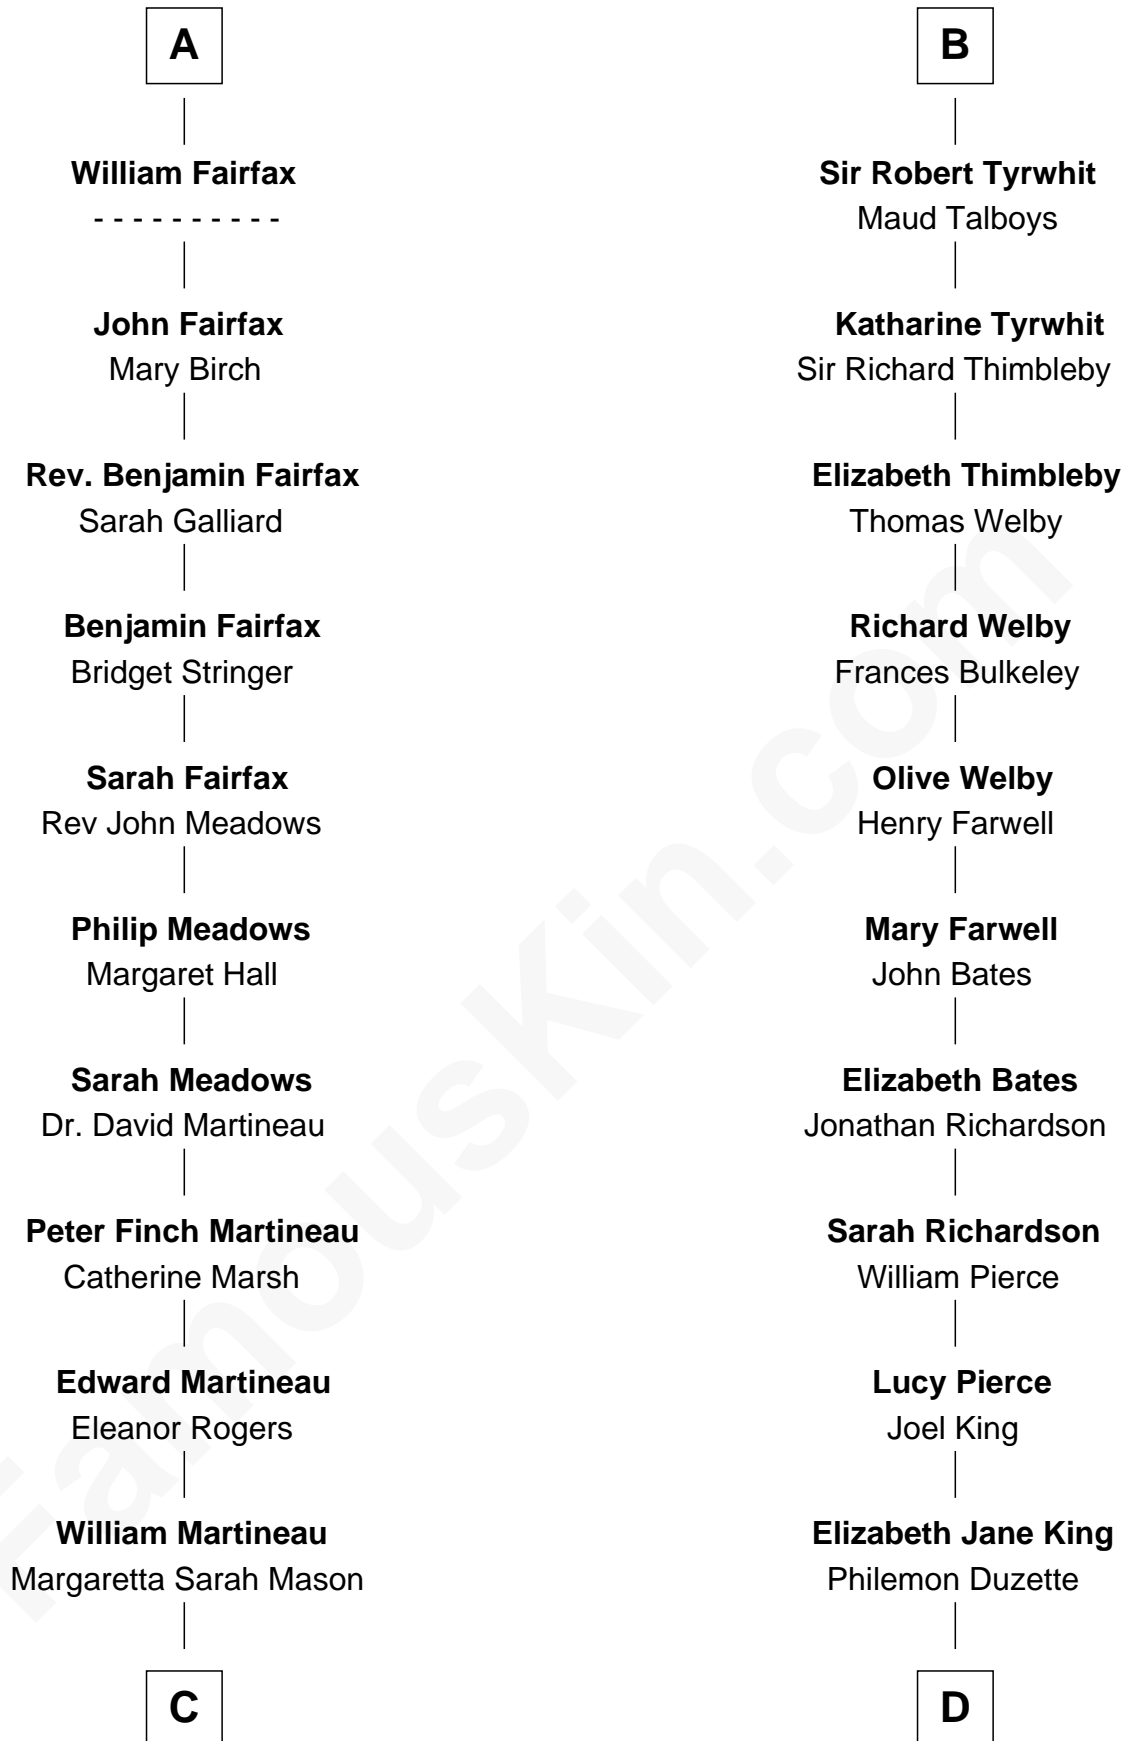 A
William Fairfax
- - - - - - - - - -
John Fairfax
Mary Birch
Rev. Benjamin Fairfax
Sarah Galliard
Benjamin Fairfax
Bridget Stringer
Sarah Fairfax
Rev John Meadows
Philip Meadows
Margaret Hall
Sarah Meadows
Dr. David Martineau
Peter Finch Martineau
Catherine Marsh
Edward Martineau
Eleanor Rogers
William Martineau
Margaretta Sarah Mason
C
B
Sir Robert Tyrwhit
Maud Talboys
Katharine Tyrwhit
Sir Richard Thimbleby
Elizabeth Thimbleby
Thomas Welby
Richard Welby
Frances Bulkeley
Olive Welby
Henry Farwell
Mary Farwell
John Bates
Elizabeth Bates
Jonathan Richardson
Sarah Richardson
William Pierce
Lucy Pierce
Joel King
Elizabeth Jane King
Philemon Duzette
D
FamousKin.com